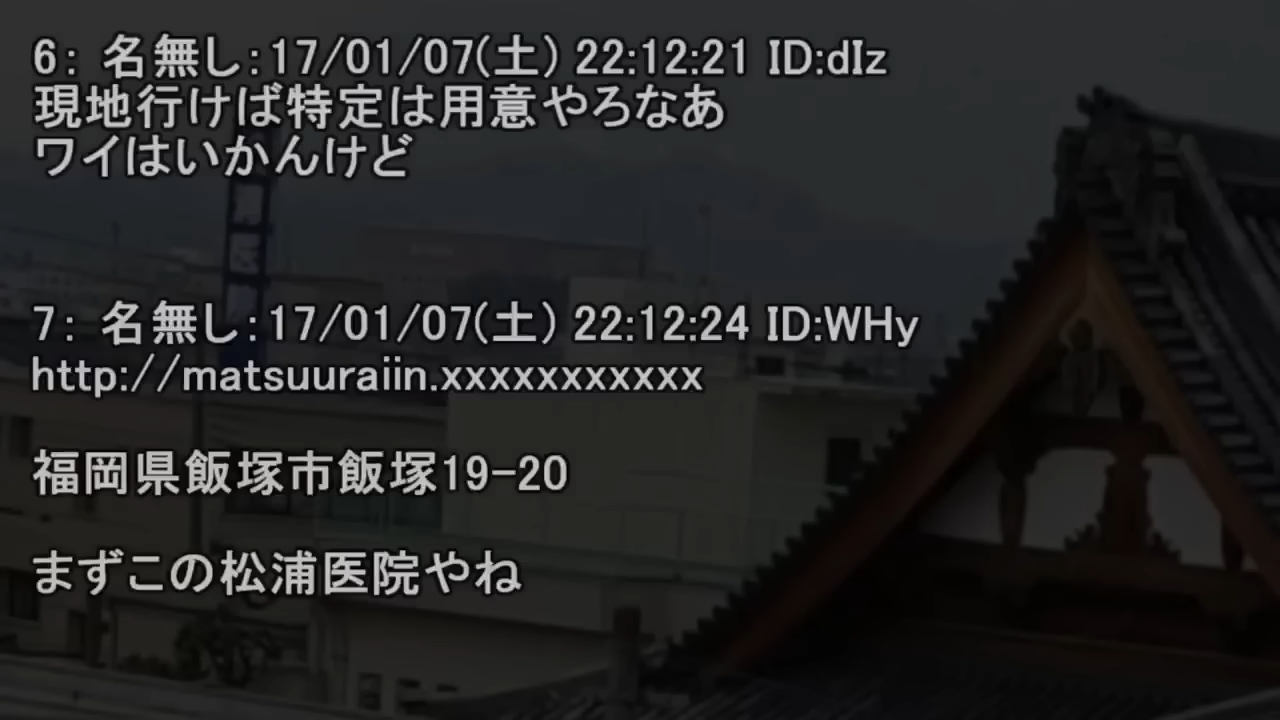 6: 名無し:17/01/07(土) 22:12:21 ID:dIz
現地行けば特定は用意やろなあ
ワイはいかんけど
7: 名無し:17/01/07(土) 22:12:24 ID:WHy
http://matsuuraiin.xxxxxxxxxxxx
福岡県飯塚市飯塚19-20
まずこの松浦医院やね